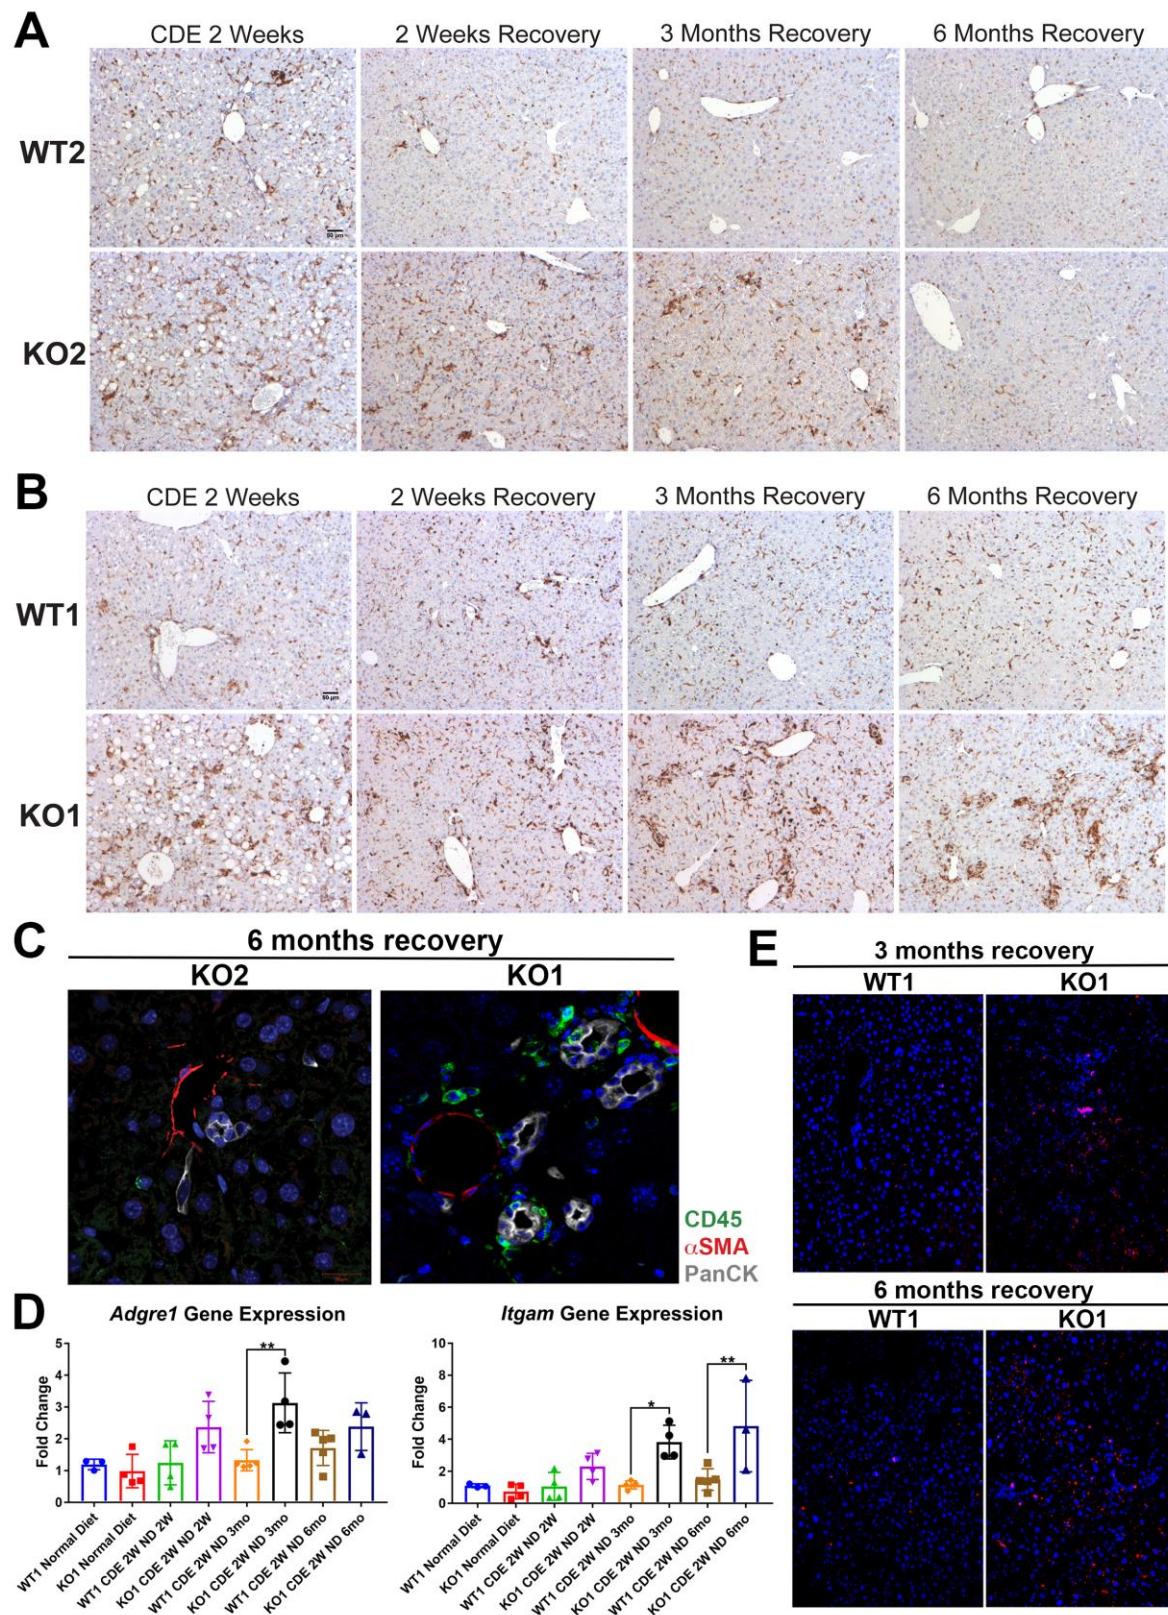 A
CDE 2 Weeks
2 Weeks Recovery
3 Months Recovery
6 Months Recovery
WT2
50 µm
KO2
B
CDE 2 Weeks
2 Weeks Recovery
3 Months Recovery
6 Months Recovery
WT1
50 µm
KO1
C
6 months recovery
KO2
KO1
CD45
αSMA
PanCK
D
Adgre1 Gene Expression
Fold Change
5
4
3
2
1
0
**
WT1 Normal Diet
KO1 Normal Diet
WT1 CDE 2W ND 2W
KO1 CDE 2W ND 2W
WT1 CDE 2W ND 3mo
KO1 CDE 2W ND 3mo
WT1 CDE 2W ND 6mo
KO1 CDE 2W ND 6mo
Itgam Gene Expression
Fold Change
10
8
6
4
2
0
*
**
WT1 Normal Diet
KO1 Normal Diet
WT1 CDE 2W ND 2W
KO1 CDE 2W ND 2W
WT1 CDE 2W ND 3mo
KO1 CDE 2W ND 3mo
WT1 CDE 2W ND 6mo
KO1 CDE 2W ND 6mo
E
3 months recovery
WT1
KO1
6 months recovery
WT1
KO1